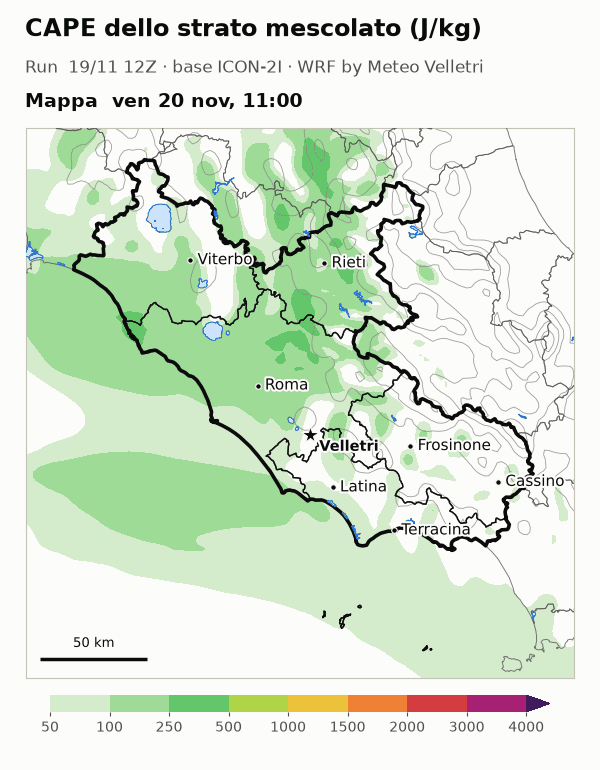 CAPE dello strato mescolato (J/kg)
Run  19/11 12Z · base ICON-2I · WRF by Meteo Velletri
Mappa  ven 20 nov, 11:00
Viterbo
Rieti
Roma
Velletri
Frosinone
Latina
Cassino
Terracina
50 km
50 100 250 500 1000 1500 2000 3000 4000